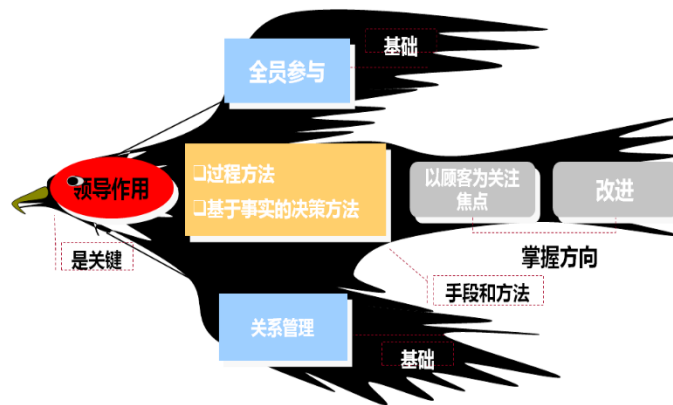 基础
全员参与
领导作用
❑过程方法
❑基于事实的决策方法
以顾客为关注
焦点
改进
是关键
掌握方向
手段和方法
关系管理
基础